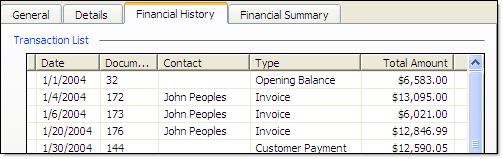 General Details Financial History Financial Summary
Transaction List
Date Docum... Contact Type Total Amount
1/1/2004 32 Opening Balance $6,583.00
1/4/2004 172 John Peoples Invoice $13,095.00
1/6/2004 173 John Peoples Invoice $6,021.00
1/20/2004 176 John Peoples Invoice $12,846.99
1/30/2004 144 Customer Payment $12,590.05